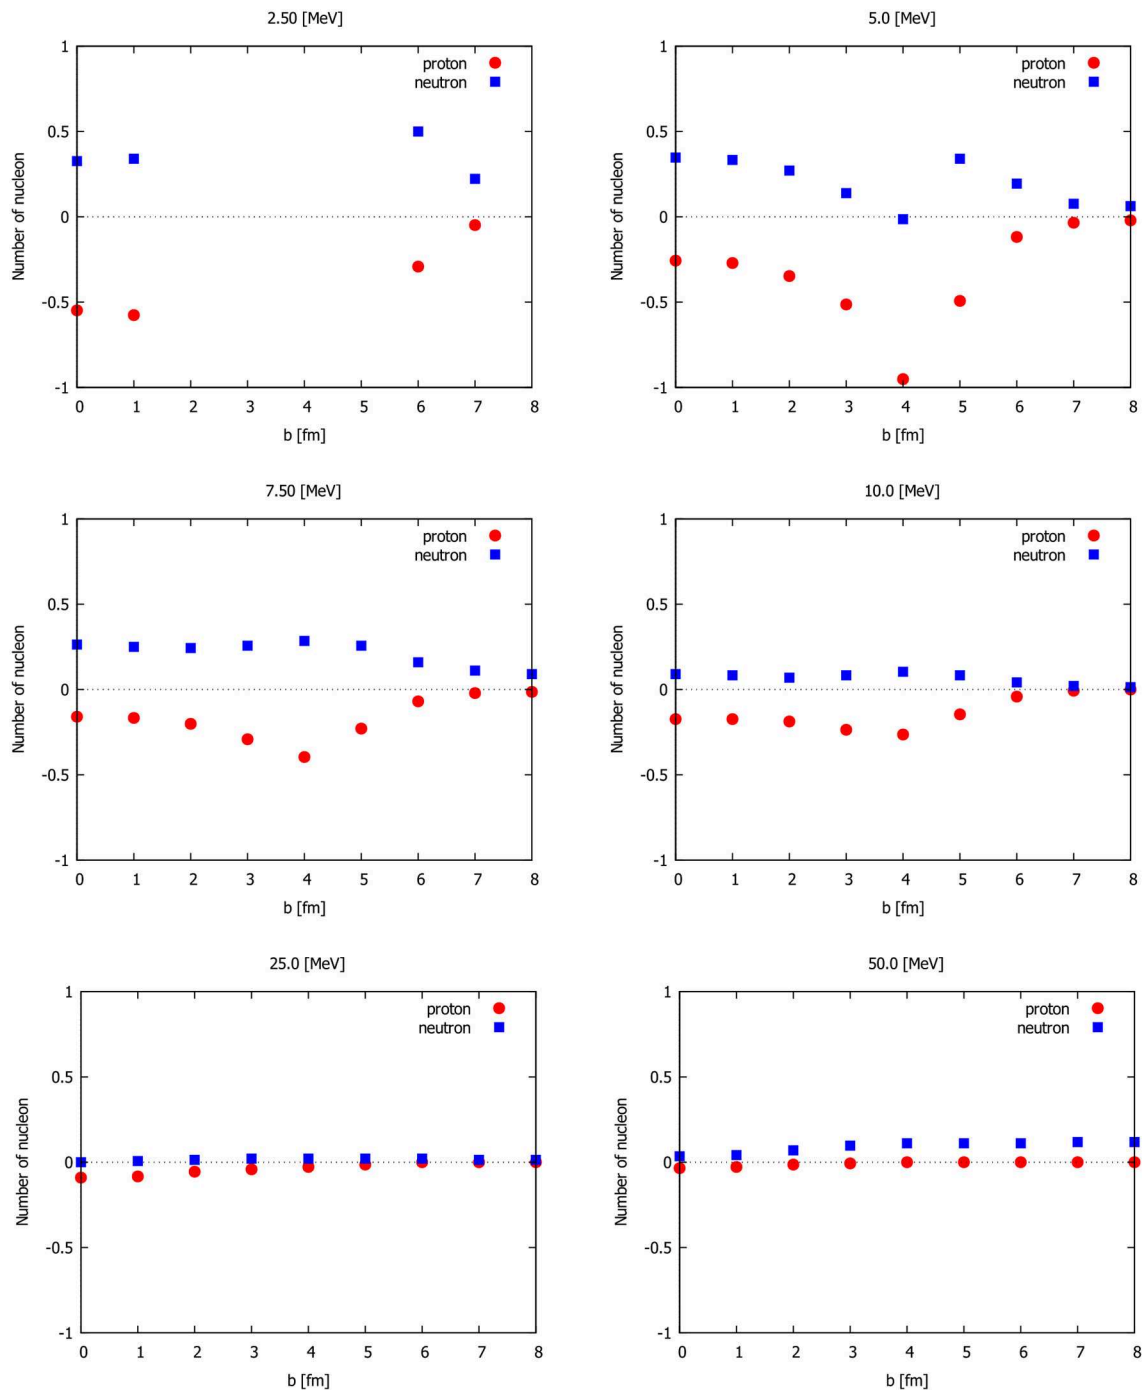 2.50 [MeV]
1
0.5
0
-0.5
-1
Number of nucleon
proton
neutron
0 1 2 3 4 5 6 7 8
b [fm]
5.0 [MeV]
1
0.5
0
-0.5
-1
Number of nucleon
proton
neutron
0 1 2 3 4 5 6 7 8
b [fm]
7.50 [MeV]
1
0.5
0
-0.5
-1
Number of nucleon
proton
neutron
0 1 2 3 4 5 6 7 8
b [fm]
10.0 [MeV]
1
0.5
0
-0.5
-1
Number of nucleon
proton
neutron
0 1 2 3 4 5 6 7 8
b [fm]
25.0 [MeV]
1
0.5
0
-0.5
-1
Number of nucleon
proton
neutron
0 1 2 3 4 5 6 7 8
b [fm]
50.0 [MeV]
1
0.5
0
-0.5
-1
Number of nucleon
proton
neutron
0 1 2 3 4 5 6 7 8
b [fm]